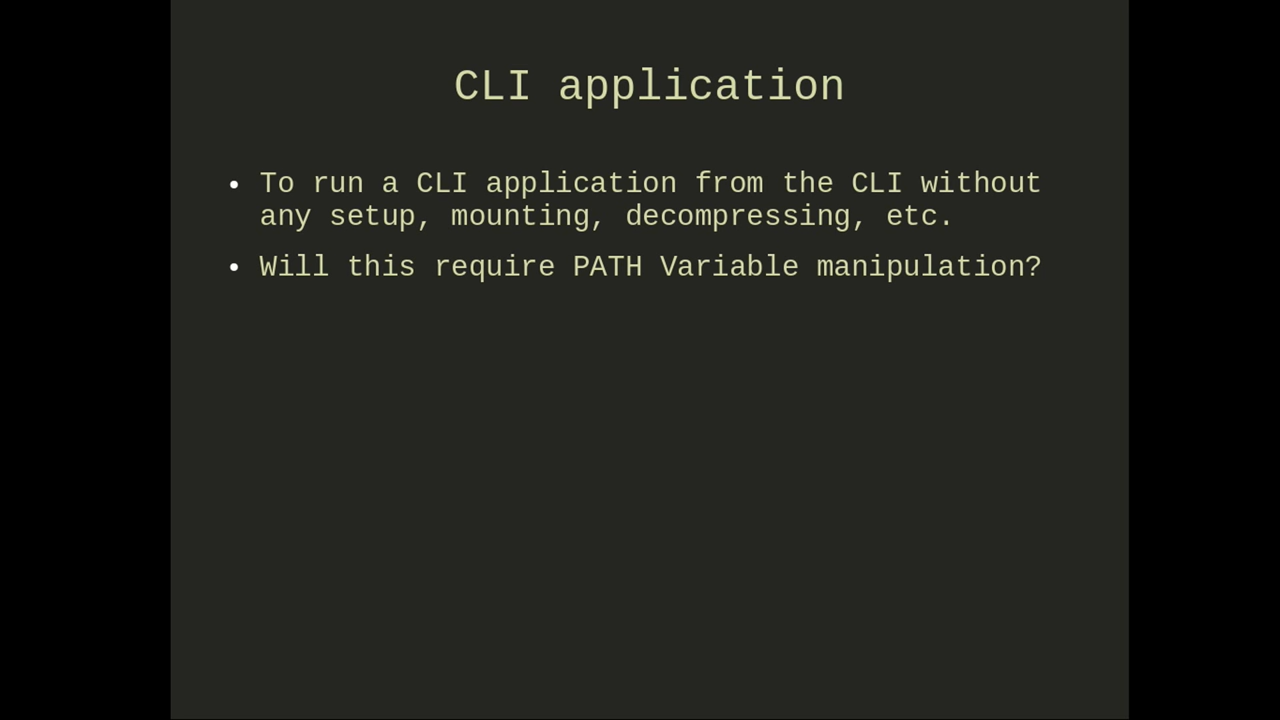 CLI application
• To run a CLI application from the CLI without
any setup, mounting, decompressing, etc.
• Will this require PATH Variable manipulation?